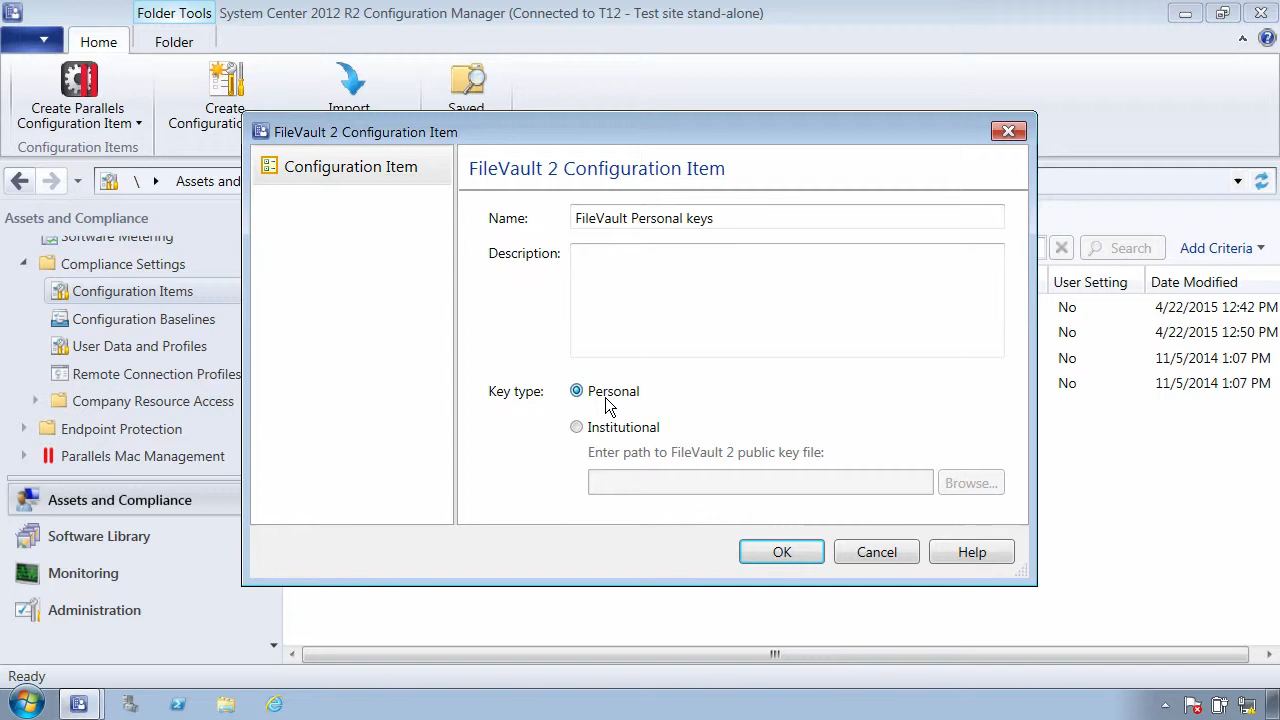 Folder Tools
System Center 2012 R2 Configuration Manager (Connected to T12 - Test site stand-alone)
Home
Folder
Create Parallels
Configuration Item
Create
Import
Saved
Configuration Items
\
Assets and
Assets and Compliance
Software Metering
Compliance Settings
Configuration Items
Configuration Baselines
User Data and Profiles
Remote Connection Profiles
Company Resource Access
Endpoint Protection
Parallels Mac Management
Assets and Compliance
Software Library
Monitoring
Administration
FileVault 2 Configuration Item
Configuration Item
FileVault 2 Configuration Item
Name:
FileVault Personal keys
Description:
Key type:
Personal
Institutional
Enter path to FileVault 2 public key file:
Browse...
OK
Cancel
Help
Search
Add Criteria
User Setting
Date Modified
No
4/22/2015 12:42 PM
No
4/22/2015 12:50 PM
No
11/5/2014 1:07 PM
No
11/5/2014 1:07 PM
Ready